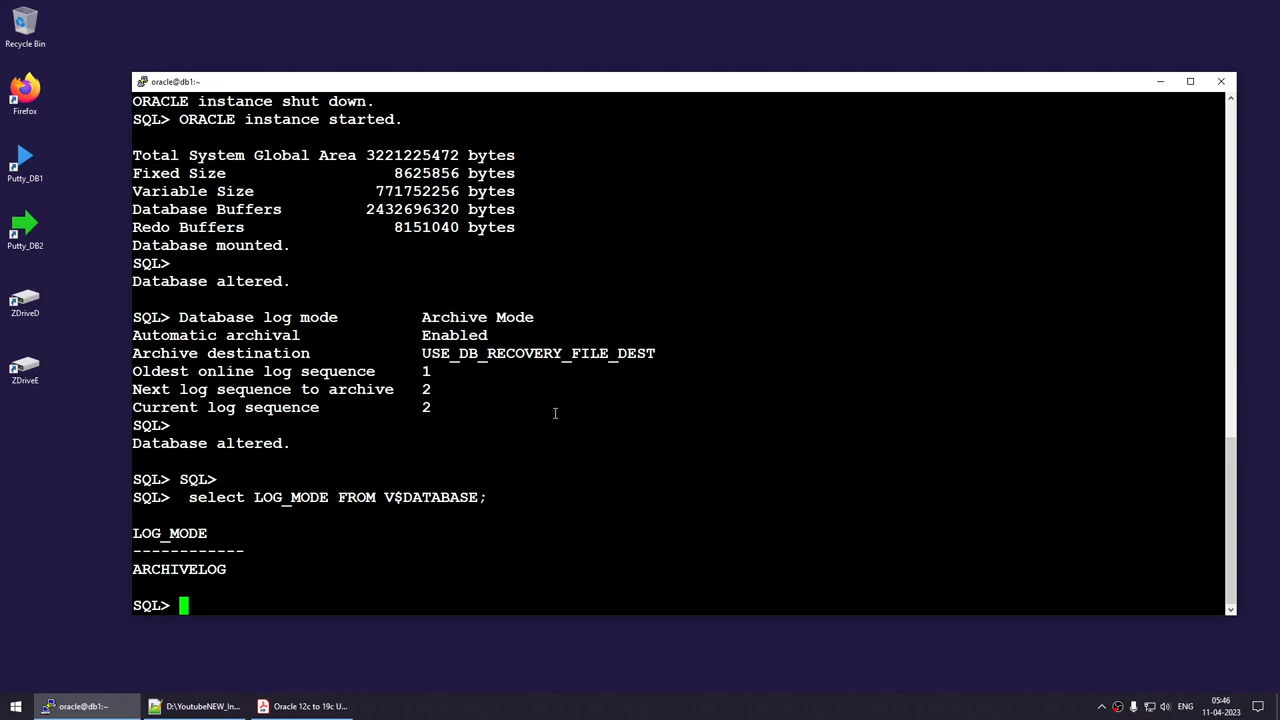 Recycle Bin
Firefox
Putty_DB1
Putty_DB2
ZDriveD
ZDriveE
oracle@db1:~
ORACLE instance shut down.
SQL> ORACLE instance started.
Total System Global Area 3221225472 bytes
Fixed Size 8625856 bytes
Variable Size 771752256 bytes
Database Buffers 2432696320 bytes
Redo Buffers 8151040 bytes
Database mounted.
SQL>
Database altered.
SQL> Database log mode Archive Mode
Automatic archival Enabled
Archive destination USE_DB_RECOVERY_FILE_DEST
Oldest online log sequence 1
Next log sequence to archive 2
Current log sequence 2
SQL>
Database altered.
SQL> SQL>
SQL> select LOG_MODE FROM V$DATABASE;
LOG_MODE
------------
ARCHIVELOG
SQL>
oracle@db1:~
D:\YoutubeNEW_In...
Oracle 12c to 19c U...
ENG
05:46
11-04-2023